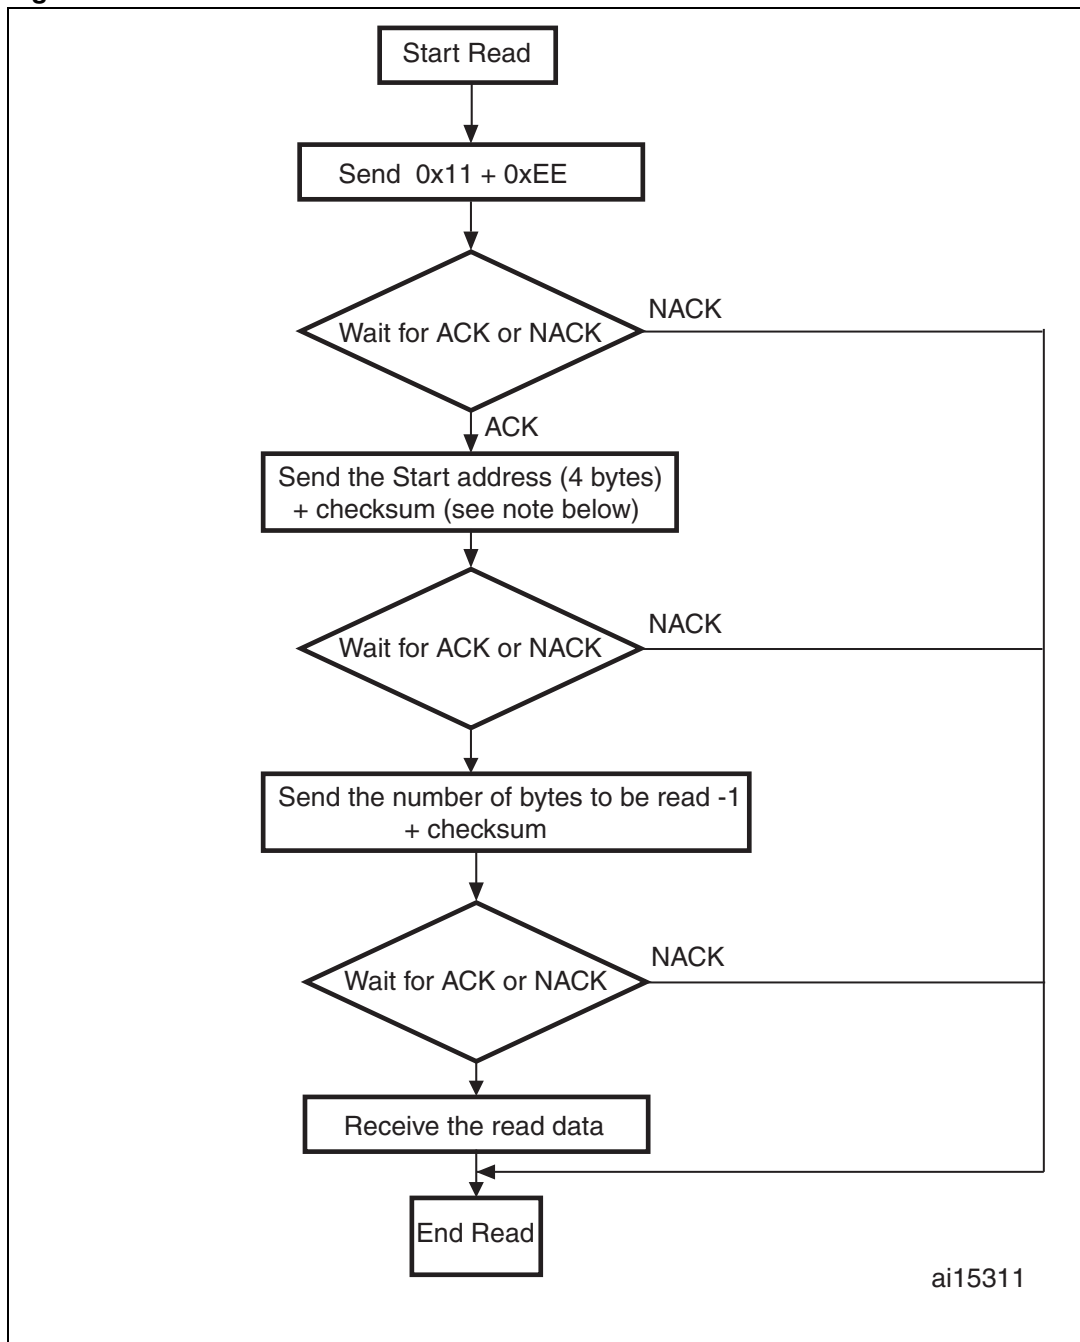 Start Read
Send 0x11 + 0xEE
Wait for ACK or NACK
NACK
ACK
Send the Start address (4 bytes)
+ checksum (see note below)
Wait for ACK or NACK
NACK
Send the number of bytes to be read -1
+ checksum
Wait for ACK or NACK
NACK
Receive the read data
End Read
ai15311